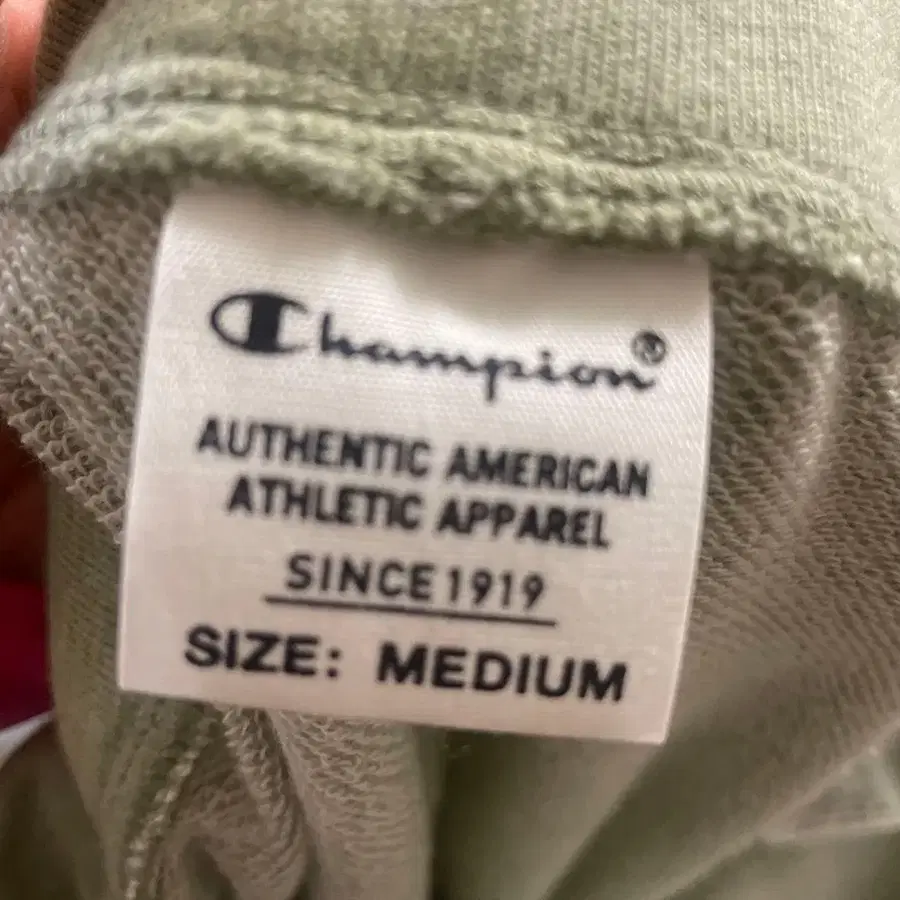 Champion®
AUTHENTIC AMERICAN
ATHLETIC APPAREL
SINCE 1919
SIZE: MEDIUM